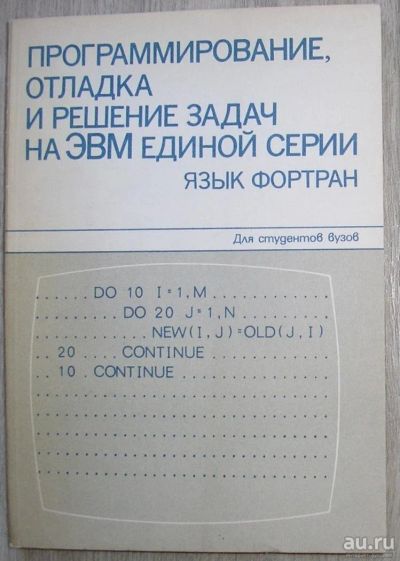 ПРОГРАММИРОВАНИЕ,
ОТЛАДКА
И РЕШЕНИЕ ЗАДАЧ
НА ЭВМ ЕДИНОЙ СЕРИИ
ЯЗЫК ФОРТРАН
Для студентов вузов
......DO 10 I=1,M................
.........DO 20 J=1,N..........
............NEW(I,J)=OLD(J,I)
..20....CONTINUE.............
..10.CONTINUE................
.............................
.............................
.............................
.............................
.............................
au.ru